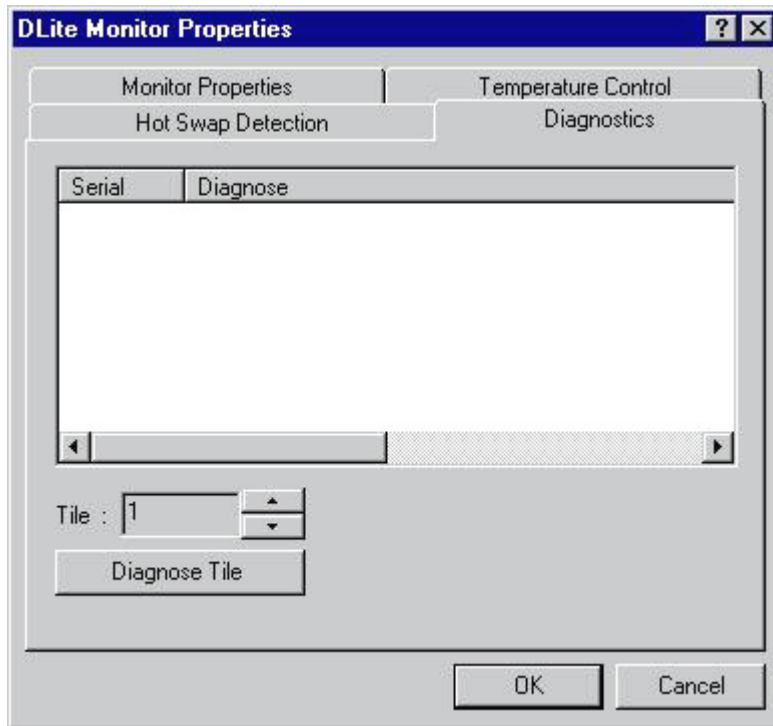 DLite Monitor Properties
Monitor Properties Temperature Control
Hot Swap Detection Diagnostics
Serial Diagnose
Tile : 1
Diagnose Tile
OK Cancel